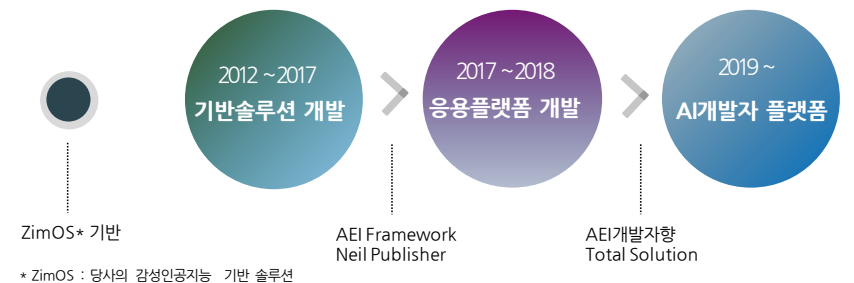 2012 ~2017
기반솔루션 개발
2017 ~2018
응용플랫폼 개발
2019 ~
AI개발자 플랫폼
ZimOS* 기반
AEI Framework
Neil Publisher
AEI개발자향
Total Solution
* ZimOS : 당사의 감성인공지능 기반 솔루션